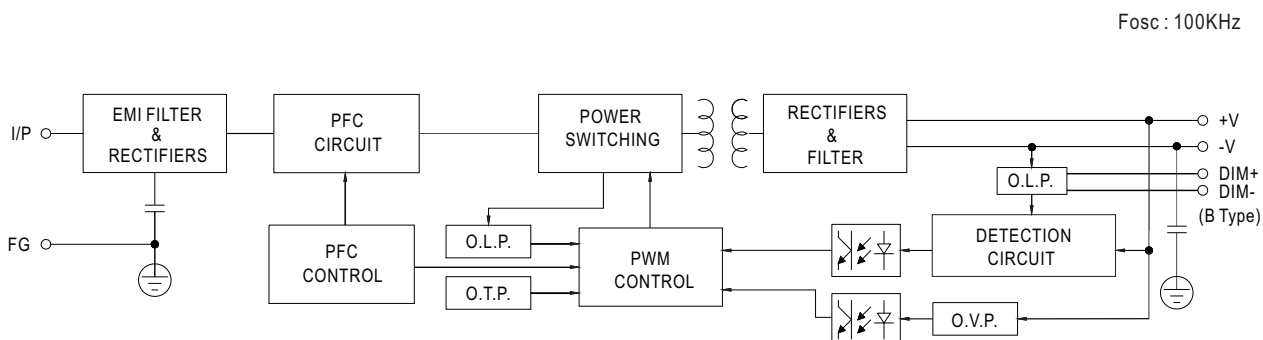 Fosc : 100KHz
I/P
EMI FILTER
&
RECTIFIERS
PFC
CIRCUIT
POWER
SWITCHING
RECTIFIERS
&
FILTER
+V
-V
DIM+
DIM-
(B Type)
O.L.P.
FG
PFC
CONTROL
O.L.P.
O.T.P.
PWM
CONTROL
DETECTION
CIRCUIT
O.V.P.